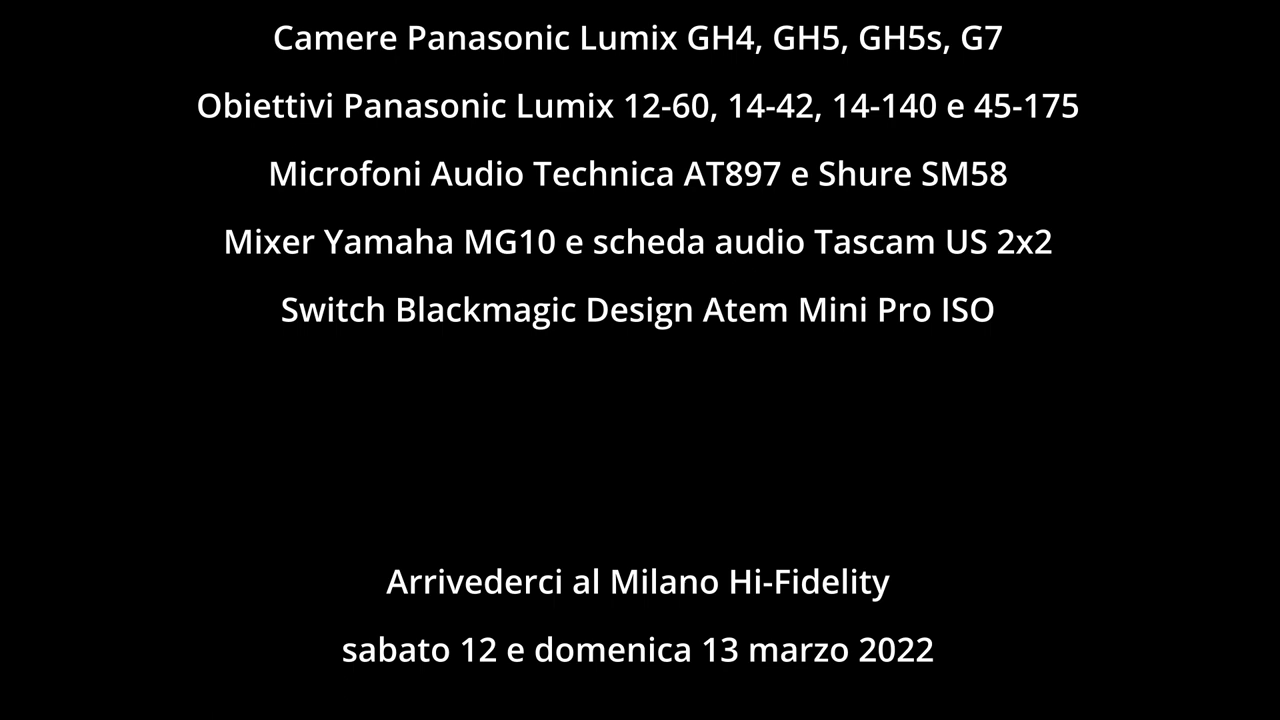 Camere Panasonic Lumix GH4, GH5, GH5s, G7
Obiettivi Panasonic Lumix 12-60, 14-42, 14-140 e 45-175
Microfoni Audio Technica AT897 e Shure SM58
Mixer Yamaha MG10 e scheda audio Tascam US 2x2
Switch Blackmagic Design Atem Mini Pro ISO
Arrivederci al Milano Hi-Fidelity
sabato 12 e domenica 13 marzo 2022